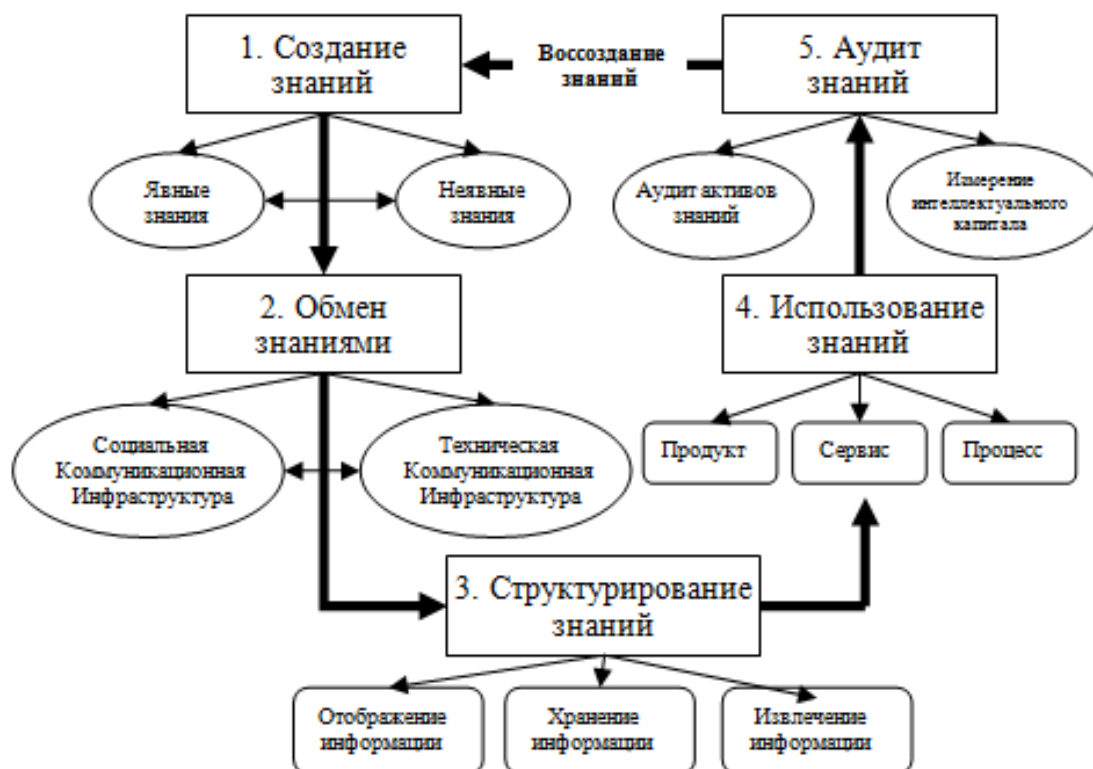 1. Создание
знаний
Воссоздание
знаний
5. Аудит
знаний
Явные
знания
Неявные
знания
Аудит активов
знаний
Измерение
интеллектуального
капитала
2. Обмен
знаниями
4. Использование
знаний
Социальная
Коммуникационная
Инфраструктура
Техническая
Коммуникационная
Инфраструктура
Продукт
Сервис
Процесс
3. Структурирование
знаний
Отображение
информации
Хранение
информации
Извлечение
информации